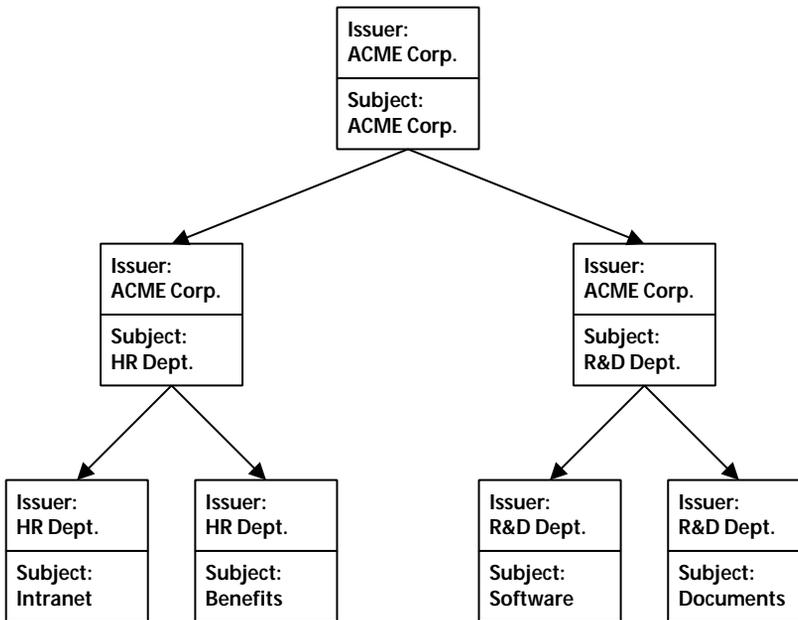 Issuer:
ACME Corp.
Subject:
ACME Corp.
Issuer:
ACME Corp.
Subject:
HR Dept.
Issuer:
ACME Corp.
Subject:
R&D Dept.
Issuer:
HR Dept.
Subject:
Intranet
Issuer:
HR Dept.
Subject:
Benefits
Issuer:
R&D Dept.
Subject:
Software
Issuer:
R&D Dept.
Subject:
Documents